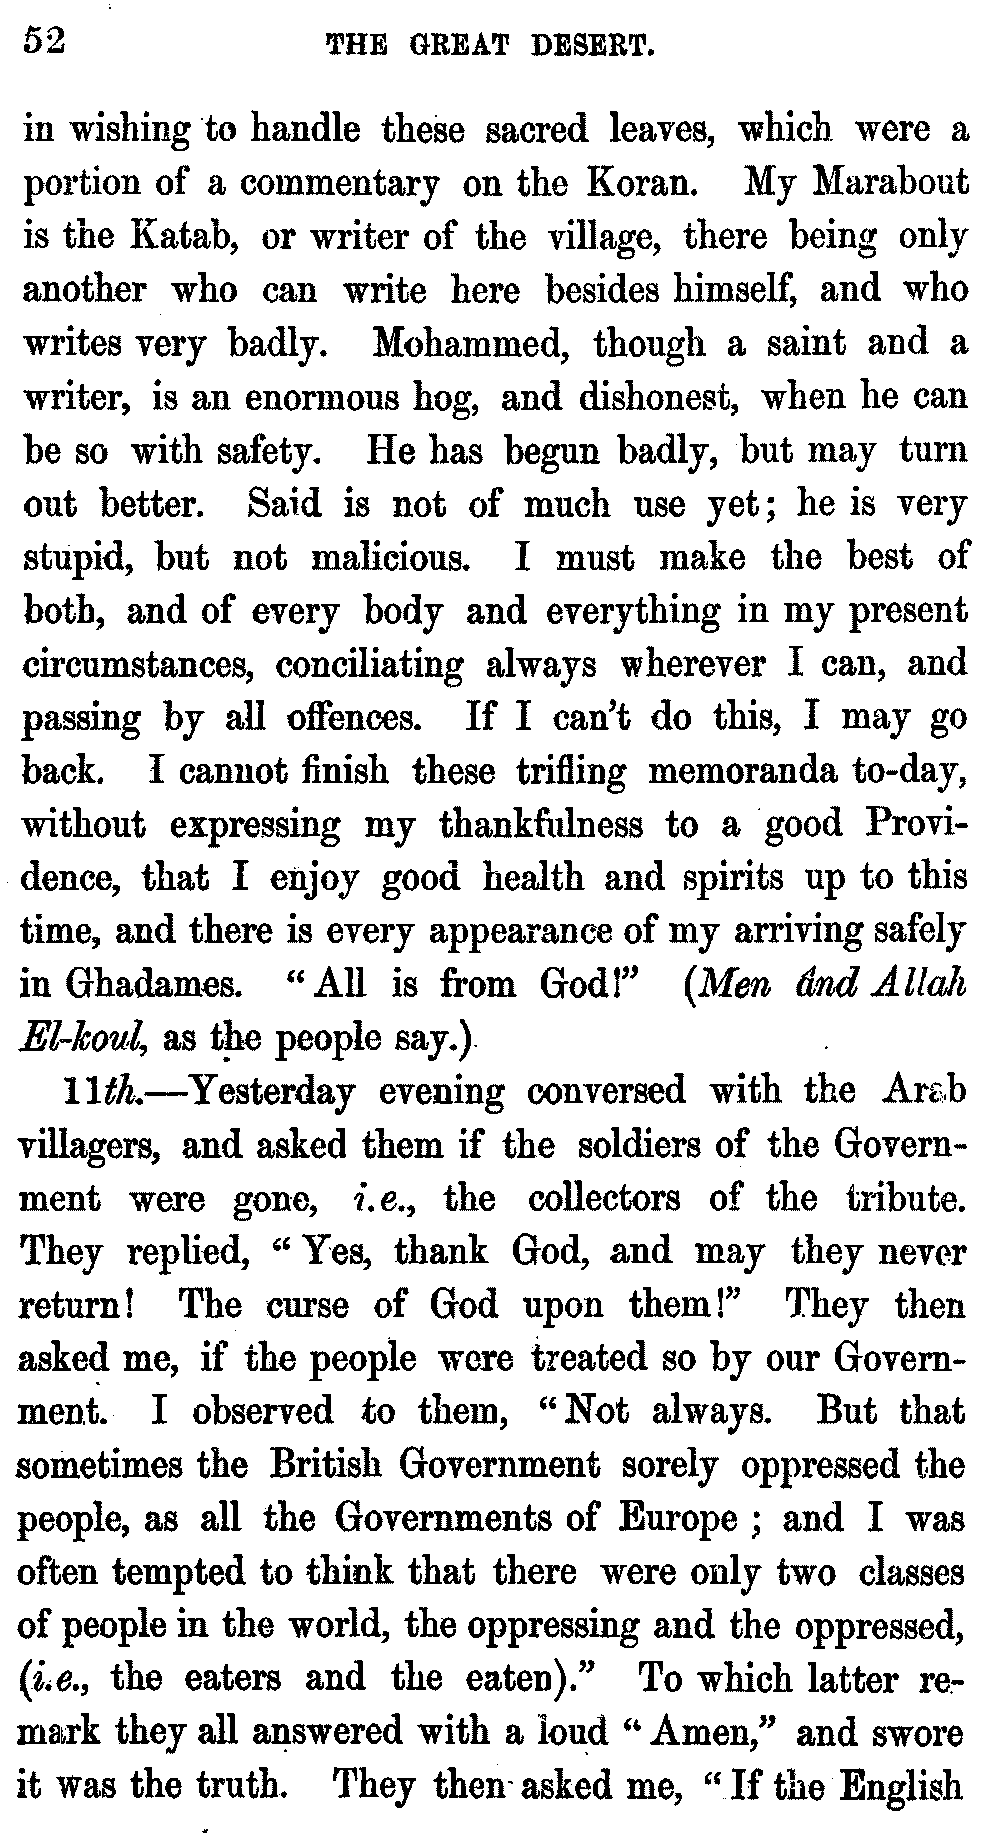 52 THE GREAT DESERT.
in wishing to handle these sacred leaves, which were a
portion of a commentary on the Koran. My Marabout
is the Katab, or writer of the village, there being only
another who can write here besides himself, and who
writes very badly. Mohammed, though a saint and a
writer, is an enormous hog, and dishonest, when he can
be so with safety. He has begun badly, but may turn
out better. Said is not of much use yet; he is very
stupid, but not malicious. I must make the best of
both, and of every body and everything in my present
circumstances, conciliating always wherever I can, and
passing by all offences. If I can't do this, I may go
back. I cannot finish these trifling memoranda to-day,
without expressing my thankfulness to a good Provi-
dence, that I enjoy good health and spirits up to this
time, and there is every appearance of my arriving safely
in Ghadames. "All is from God!" (Men ând Allah
El-koul, as the people say.)
11th.—Yesterday evening conversed with the Arab
villagers, and asked them if the soldiers of the Govern-
ment were gone, i.e., the collectors of the tribute.
They replied, "Yes, thank God, and may they never
return! The curse of God upon them!" They then
asked me, if the people were treated so by our Govern-
ment. I observed to them, "Not always. But that
sometimes the British Government sorely oppressed the
people, as all the Governments of Europe; and I was
often tempted to think that there were only two classes
of people in the world, the oppressing and the oppressed,
(i.e., the eaters and the eaten)." To which latter re-
mark they all answered with a loud "Amen," and swore
it was the truth. They then asked me, "If the English